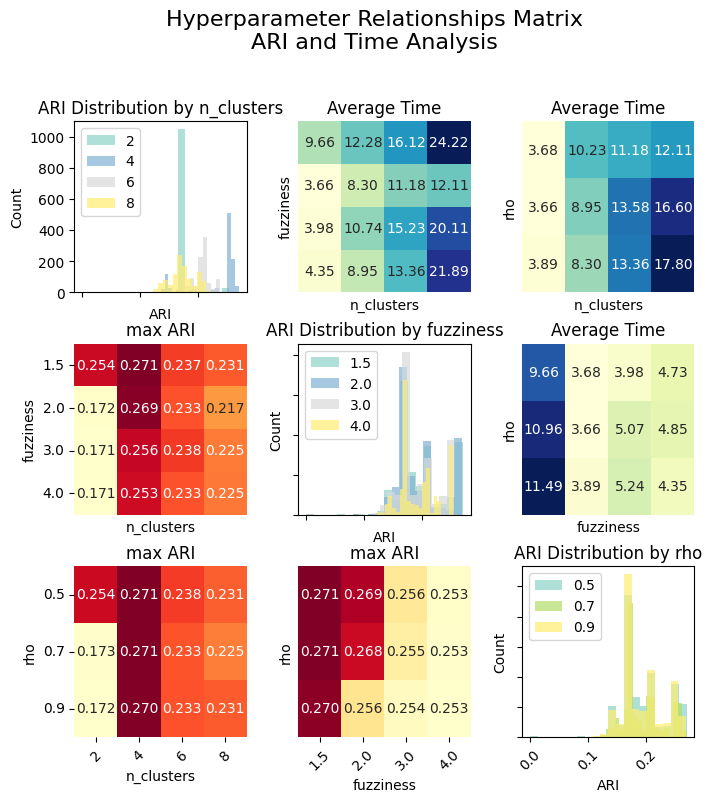 Hyperparameter Relationships Matrix
ARI and Time Analysis
ARI Distribution by n_clusters
1000
800
600
400
200
0
Count
2
4
6
8
ARI
Average Time
fuzziness
9.66 12.28 16.12 24.22
3.66 8.30 11.18 12.11
3.98 10.74 15.23 20.11
4.35 8.95 13.36 21.89
n_clusters
Average Time
rho
3.68 10.23 11.18 12.11
3.66 8.95 13.58 16.60
3.89 8.30 13.36 17.80
n_clusters
max ARI
fuzziness
1.5 0.254 0.271 0.237 0.231
2.0 0.172 0.269 0.233 0.217
3.0 0.171 0.256 0.238 0.225
4.0 0.171 0.253 0.233 0.225
n_clusters
ARI Distribution by fuzziness
Count
1.5
2.0
3.0
4.0
ARI
Average Time
rho
9.66 3.68 3.98 4.73
10.96 3.66 5.07 4.85
11.49 3.89 5.24 4.35
fuzziness
max ARI
rho
0.5 0.254 0.271 0.238 0.231
0.7 0.173 0.271 0.233 0.225
0.9 0.172 0.270 0.233 0.231
2 4 6 8
n_clusters
max ARI
rho
0.271 0.269 0.256 0.253
0.271 0.268 0.255 0.253
0.270 0.256 0.254 0.253
1.5 2.0 3.0 4.0
fuzziness
ARI Distribution by rho
Count
0.5
0.7
0.9
0.0 0.1 0.2
ARI